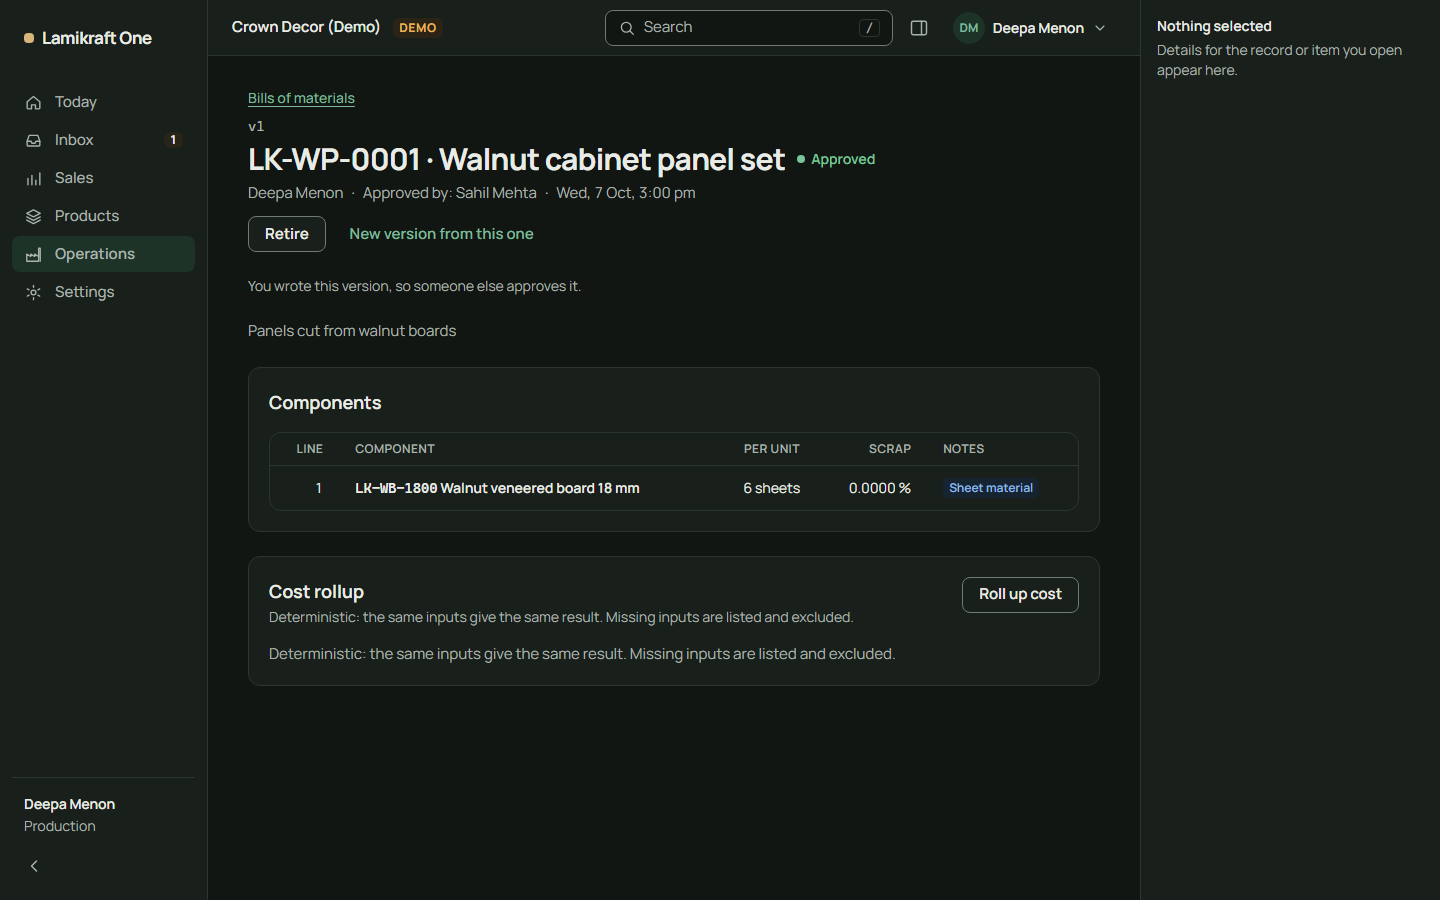 Lamikraft One
Today
Inbox 1
Sales
Products
Operations
Settings
Deepa Menon
Production
Crown Decor (Demo) DEMO
Search /
DM Deepa Menon
Bills of materials
v1
LK-WP-0001 · Walnut cabinet panel set Approved
Deepa Menon · Approved by: Sahil Mehta · Wed, 7 Oct, 3:00 pm
Retire New version from this one
You wrote this version, so someone else approves it.
Panels cut from walnut boards
Components
LINE COMPONENT PER UNIT SCRAP NOTES
1 LK-WB-1800 Walnut veneered board 18 mm 6 sheets 0.0000 % Sheet material
Cost rollup
Roll up cost
Deterministic: the same inputs give the same result. Missing inputs are listed and excluded.
Deterministic: the same inputs give the same result. Missing inputs are listed and excluded.
Nothing selected
Details for the record or item you open
appear here.